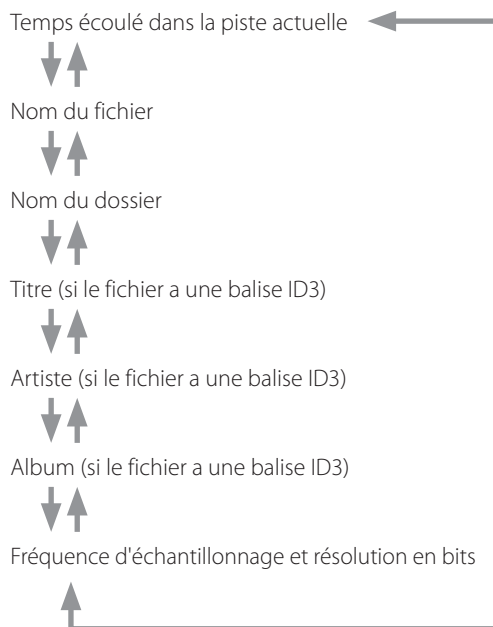 Temps écoulé dans la piste actuelle
Nom du fichier
Nom du dossier
Titre (si le fichier a une balise ID3)
Artiste (si le fichier a une balise ID3)
Album (si le fichier a une balise ID3)
Fréquence d'échantillonnage et résolution en bits